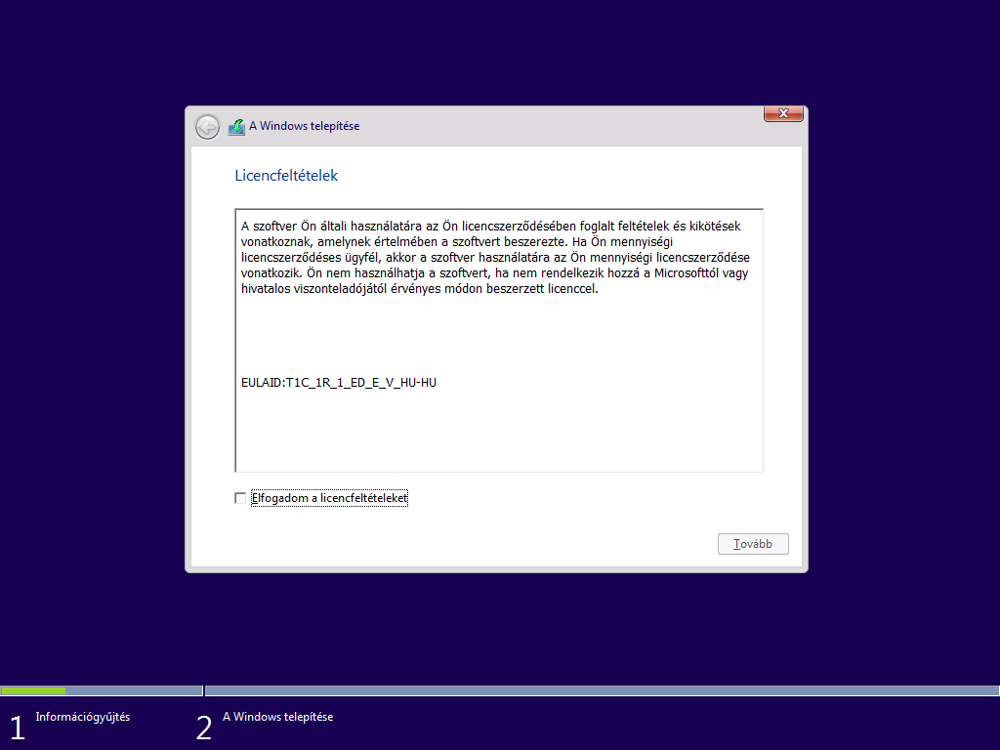 A Windows telepítése
Licencfeltételek
A szoftver Ön általi használatára az Ön licencszerződésében foglalt feltételek és kikötések
vonatkoznak, amelynek értelmében a szoftvert beszerezte. Ha Ön mennyiségi
licencszerződéses ügyfél, akkor a szoftver használatára az Ön mennyiségi licencszerződése
vonatkozik. Ön nem használhatja a szoftvert, ha nem rendelkezik hozzá a Microsofttól vagy
hivatalos viszonteladójától érvényes módon beszerzett licenccel.
EULAID:T1C_1R_1_ED_E_V_HU-HU
Elfogadom a licencfeltételeket
Tovább
1 Információgyűjtés
2 A Windows telepítése